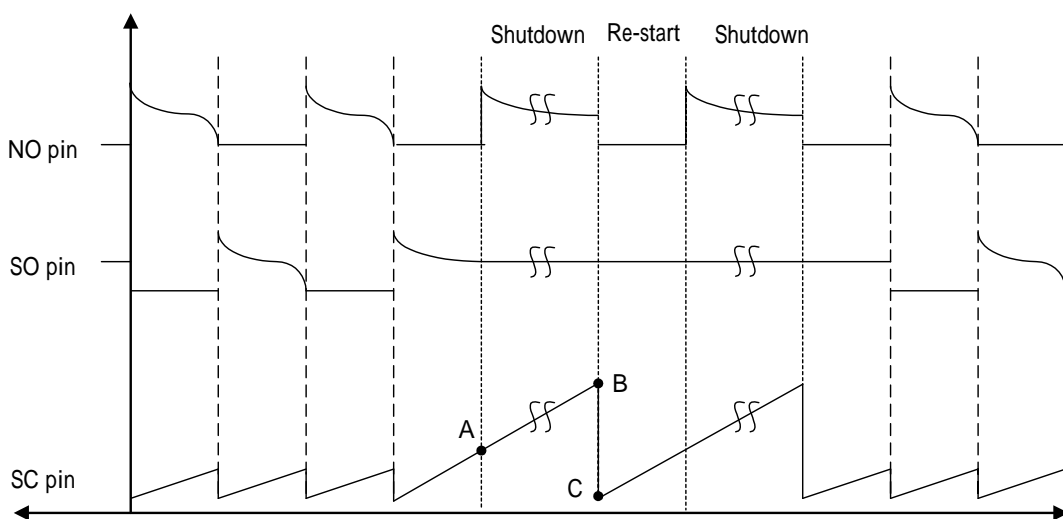 Shutdown Re-start Shutdown
NO pin
SO pin
B
A
SC pin
C